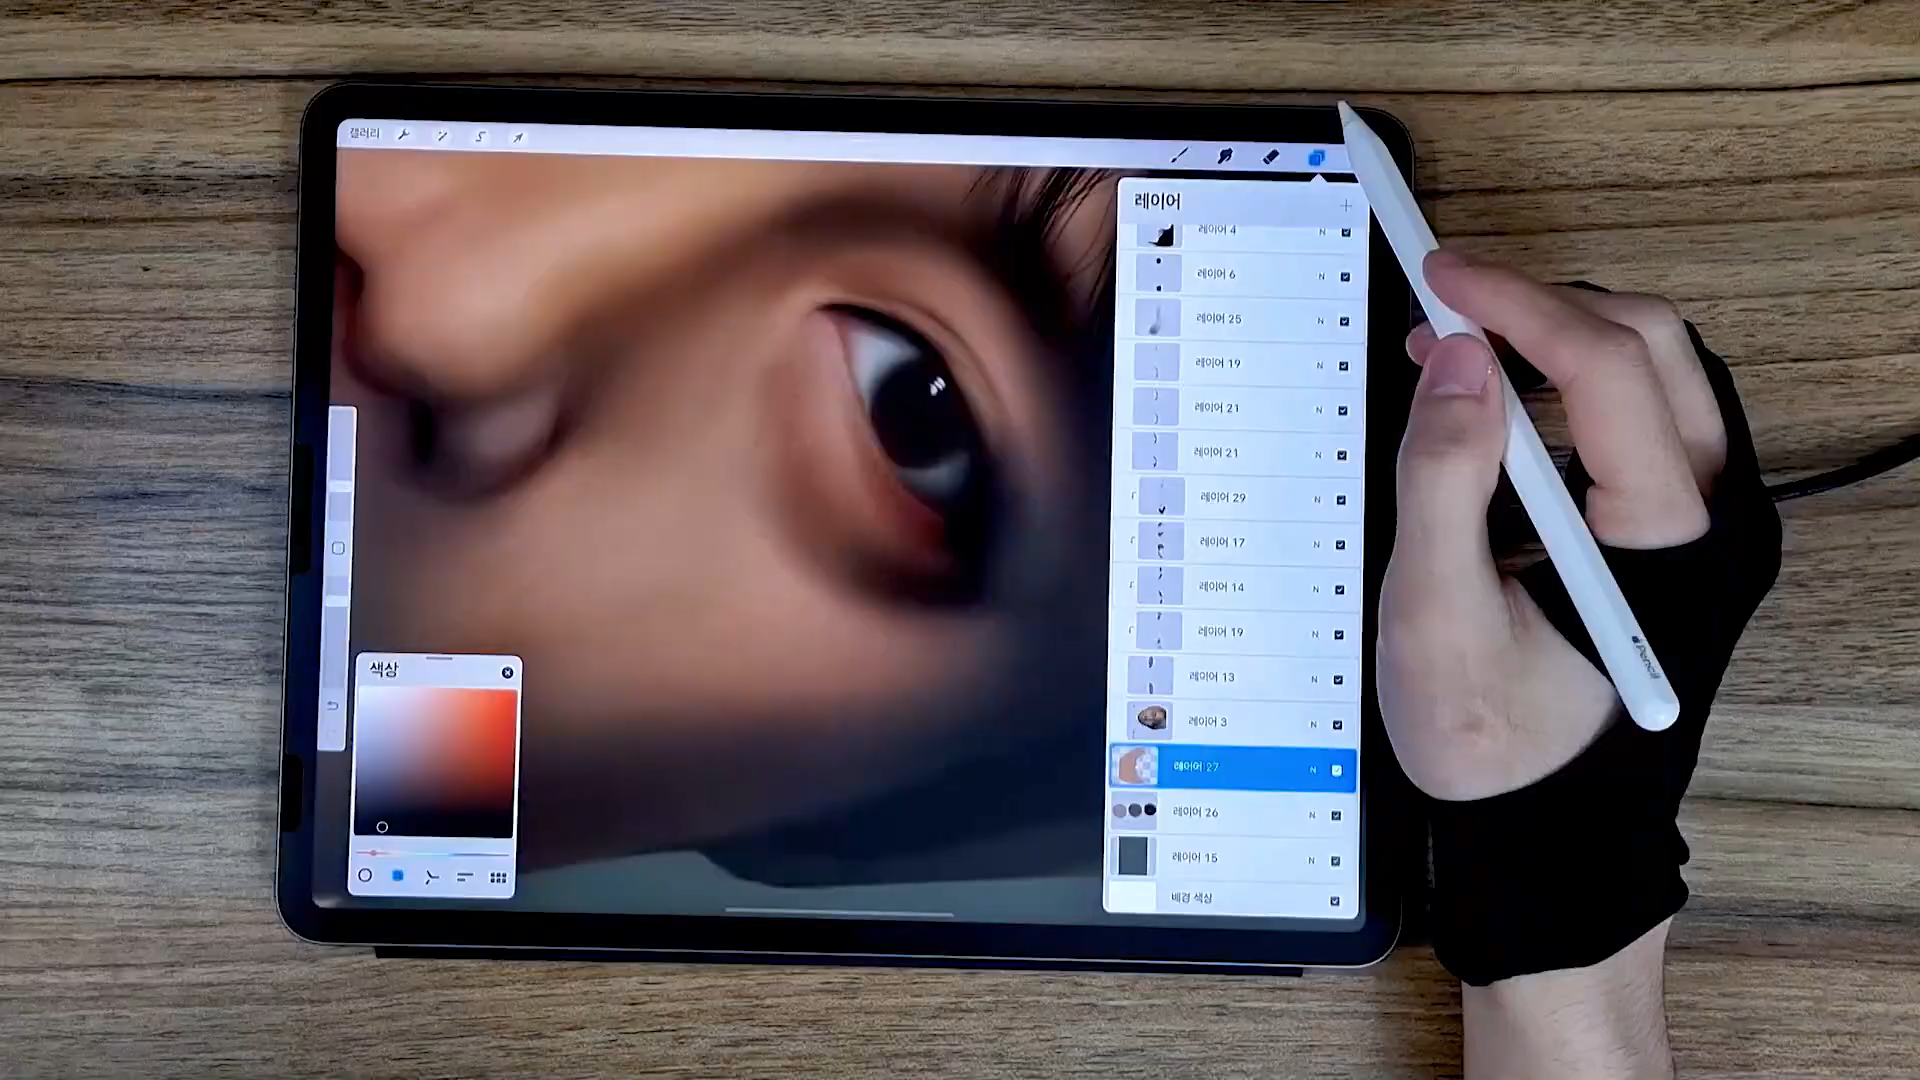 갤러리
레이어
레이어 4 N
레이어 6 N
레이어 25 N
레이어 19 N
레이어 21 N
레이어 21 N
레이어 29 N
레이어 17 N
레이어 14 N
레이어 19 N
레이어 13 N
레이어 3 N
레이어 27 N
레이어 26 N
레이어 15 N
배경 색상
색상
Pencil